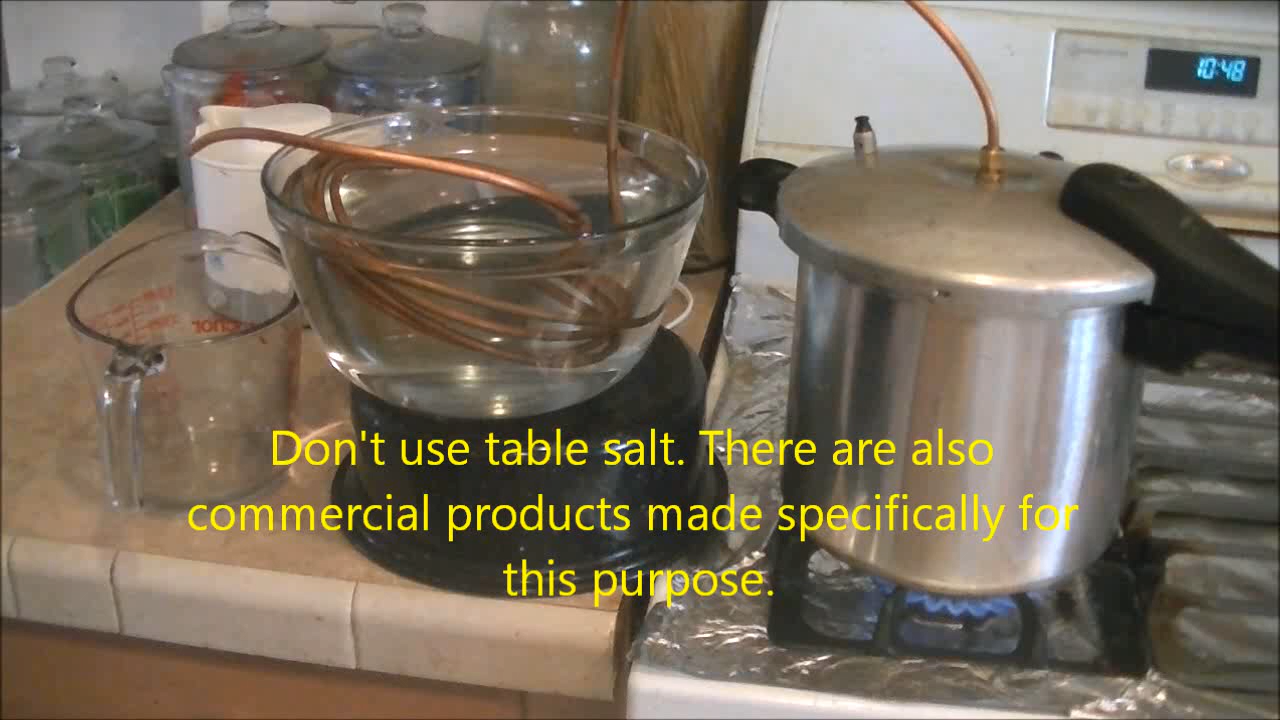 10:48
Don't use table salt. There are also
commercial products made specifically for
this purpose.